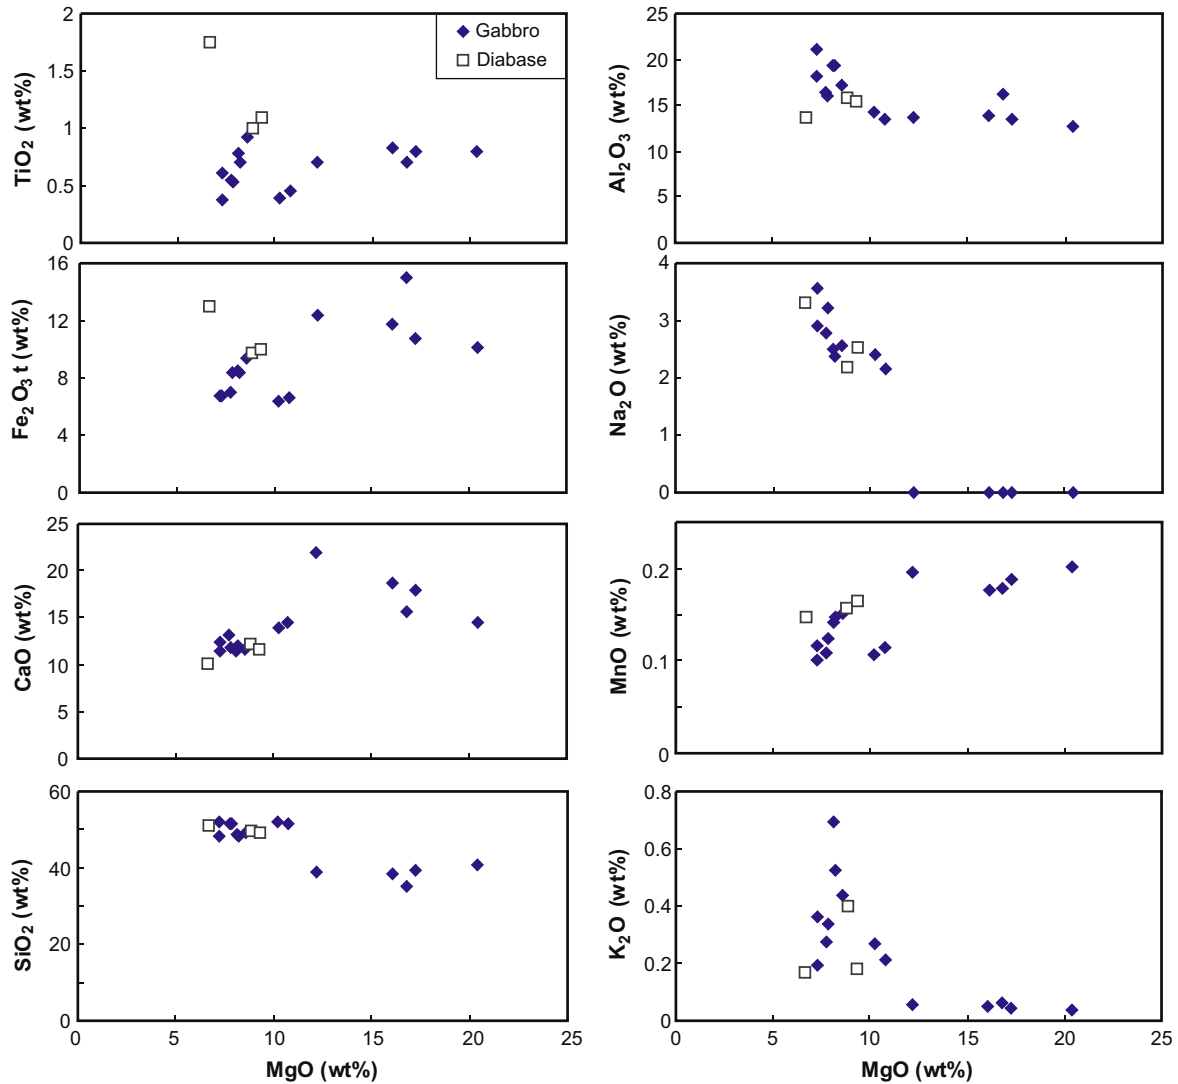 2
1.5
1
0.5
0
TiO2 (wt%)
Gabbro
Diabase
25
20
15
10
5
0
Al2O3 (wt%)
16
12
8
4
0
Fe2O3 t (wt%)
4
3
2
1
0
Na2O (wt%)
25
20
15
10
5
0
CaO (wt%)
0.2
0.1
0
MnO (wt%)
60
40
20
0
SiO2 (wt%)
0 5 10 15 20 25
MgO (wt%)
0.8
0.6
0.4
0.2
0
K2O (wt%)
0 5 10 15 20 25
MgO (wt%)